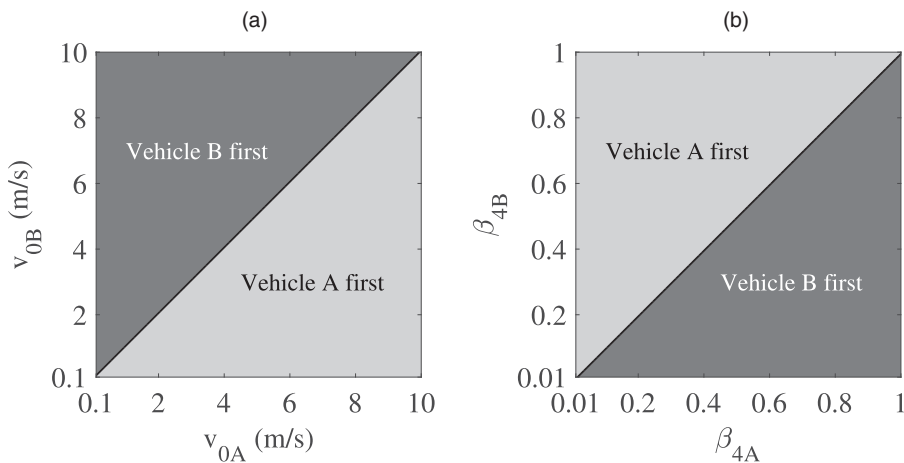 (a)
10
8
6
4
2
0.1
v0B (m/s)
Vehicle B first
Vehicle A first
0.1 2 4 6 8 10
v0A (m/s)
(b)
1
0.8
0.6
0.4
0.2
0.01
β4B
Vehicle A first
Vehicle B first
0.01 0.2 0.4 0.6 0.8 1
β4A